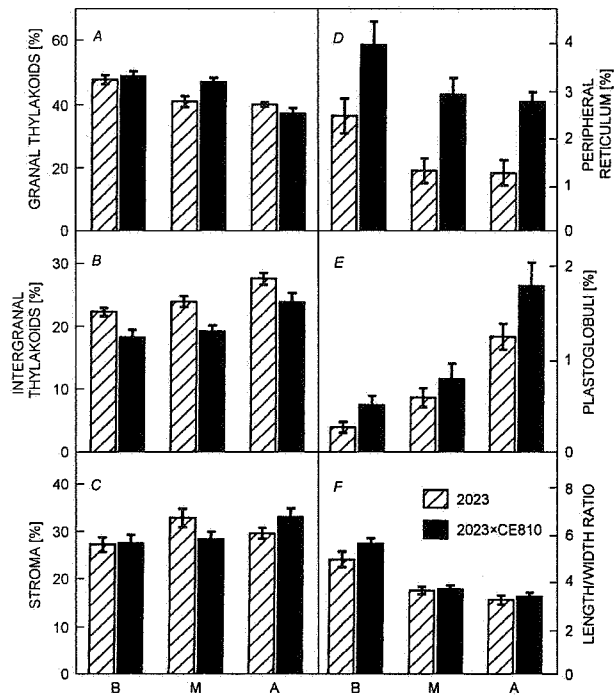 A
GRANAL THYLAKOIDS [%]
60
40
20
0
D
PERIPHERAL
RETICULUM [%]
4
3
2
1
0
B
INTERGRANAL
THYLAKOIDS [%]
30
20
10
0
E
PLASTOGLOBULI [%]
2
1
0
C
STROMA [%]
40
30
20
10
0
F
2023
2023×CE810
LENGTH/WIDTH RATIO
8
6
4
2
0
B M A B M A